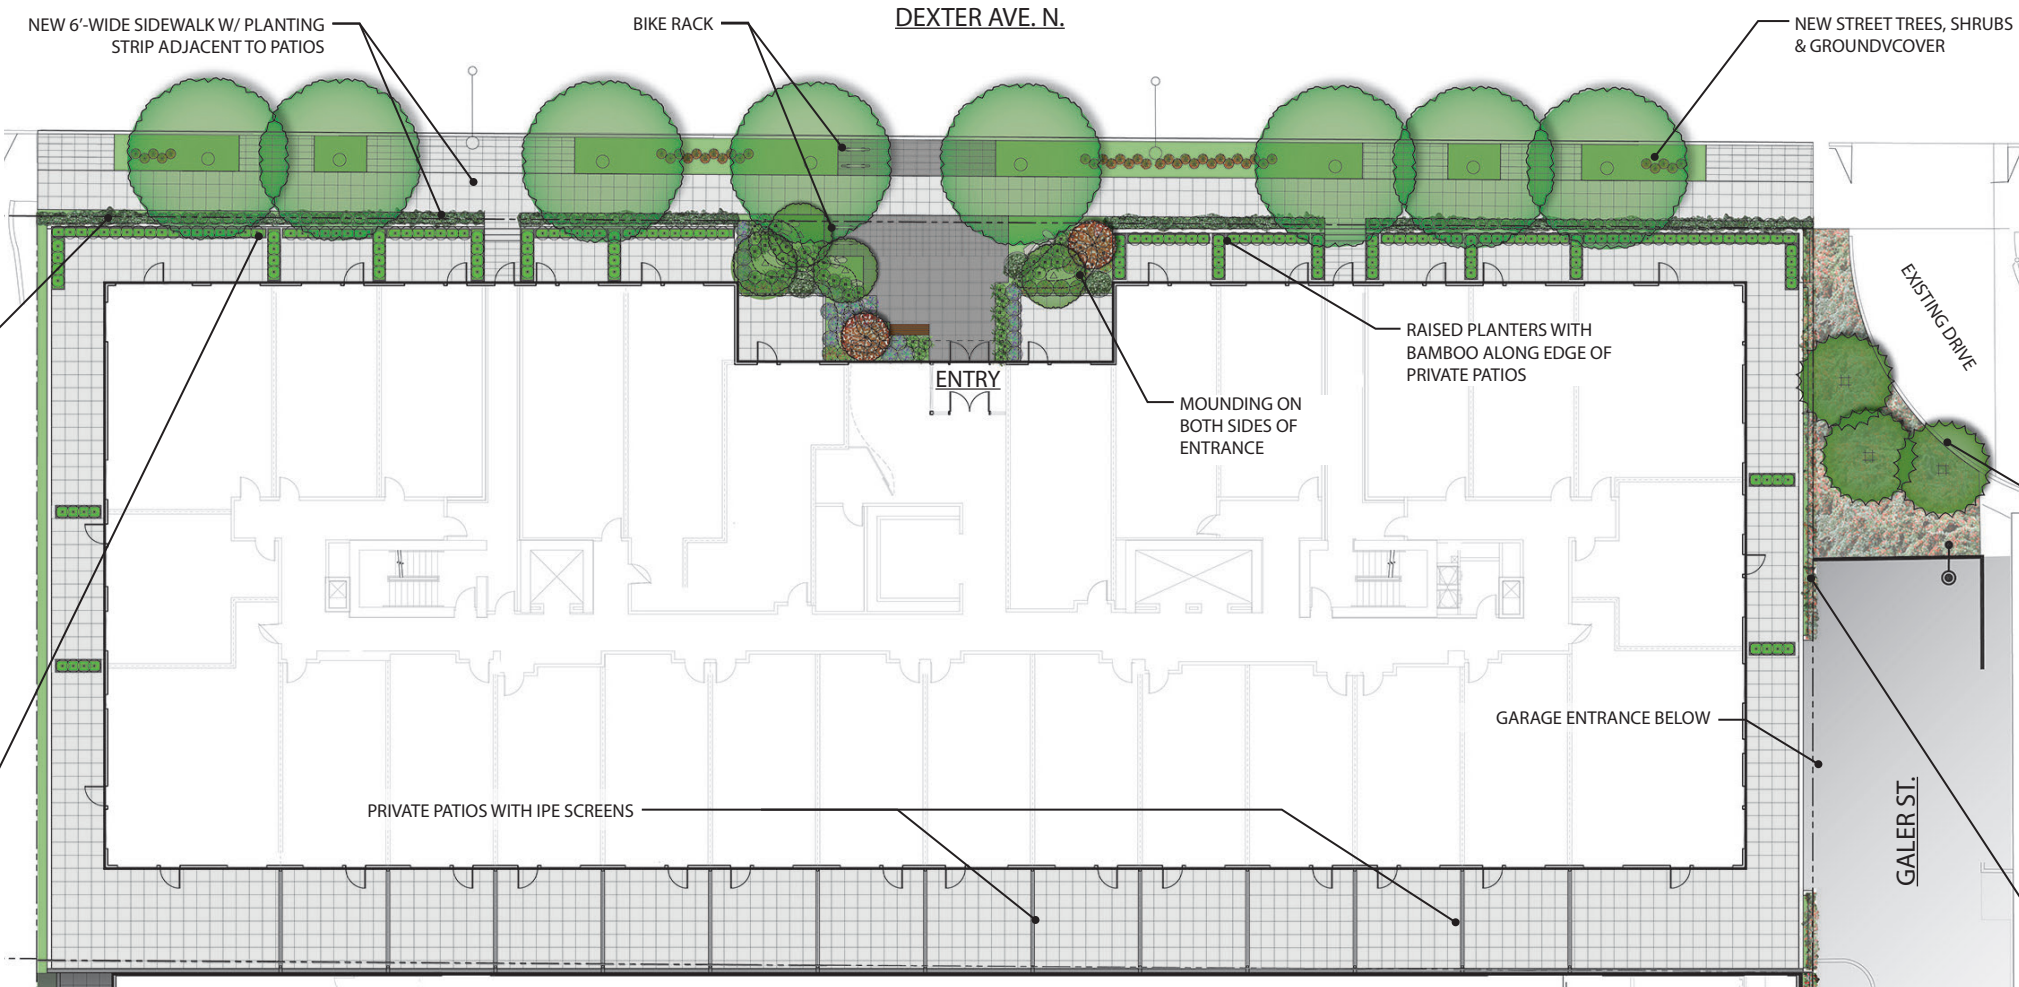 DEXTER AVE. N.
NEW 6'-WIDE SIDEWALK W/ PLANTING
STRIP ADJACENT TO PATIOS
BIKE RACK
NEW STREET TREES, SHRUBS
& GROUNDVCOVER
EXISTING DRIVE
RAISED PLANTERS WITH
BAMBOO ALONG EDGE OF
PRIVATE PATIOS
ENTRY
MOUNDING ON
BOTH SIDES OF
ENTRANCE
GARAGE ENTRANCE BELOW
PRIVATE PATIOS WITH IPE SCREENS
GALER ST.